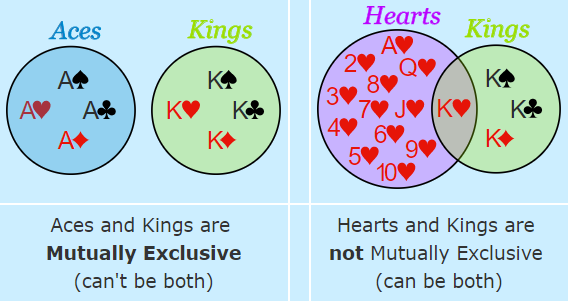 Aces
Kings
A♠
A♥ A♣
A♦
K♠
K♥ K♣
K♦
Aces and Kings are
Mutually Exclusive
(can't be both)
Hearts
Kings
A♥
2♥ Q♥
8♥
3♥ 7♥ J♥ K♥
4♥ 6♥
5♥ 9♥
10♥
K♠
K♣
K♦
Hearts and Kings are
not Mutually Exclusive
(can be both)